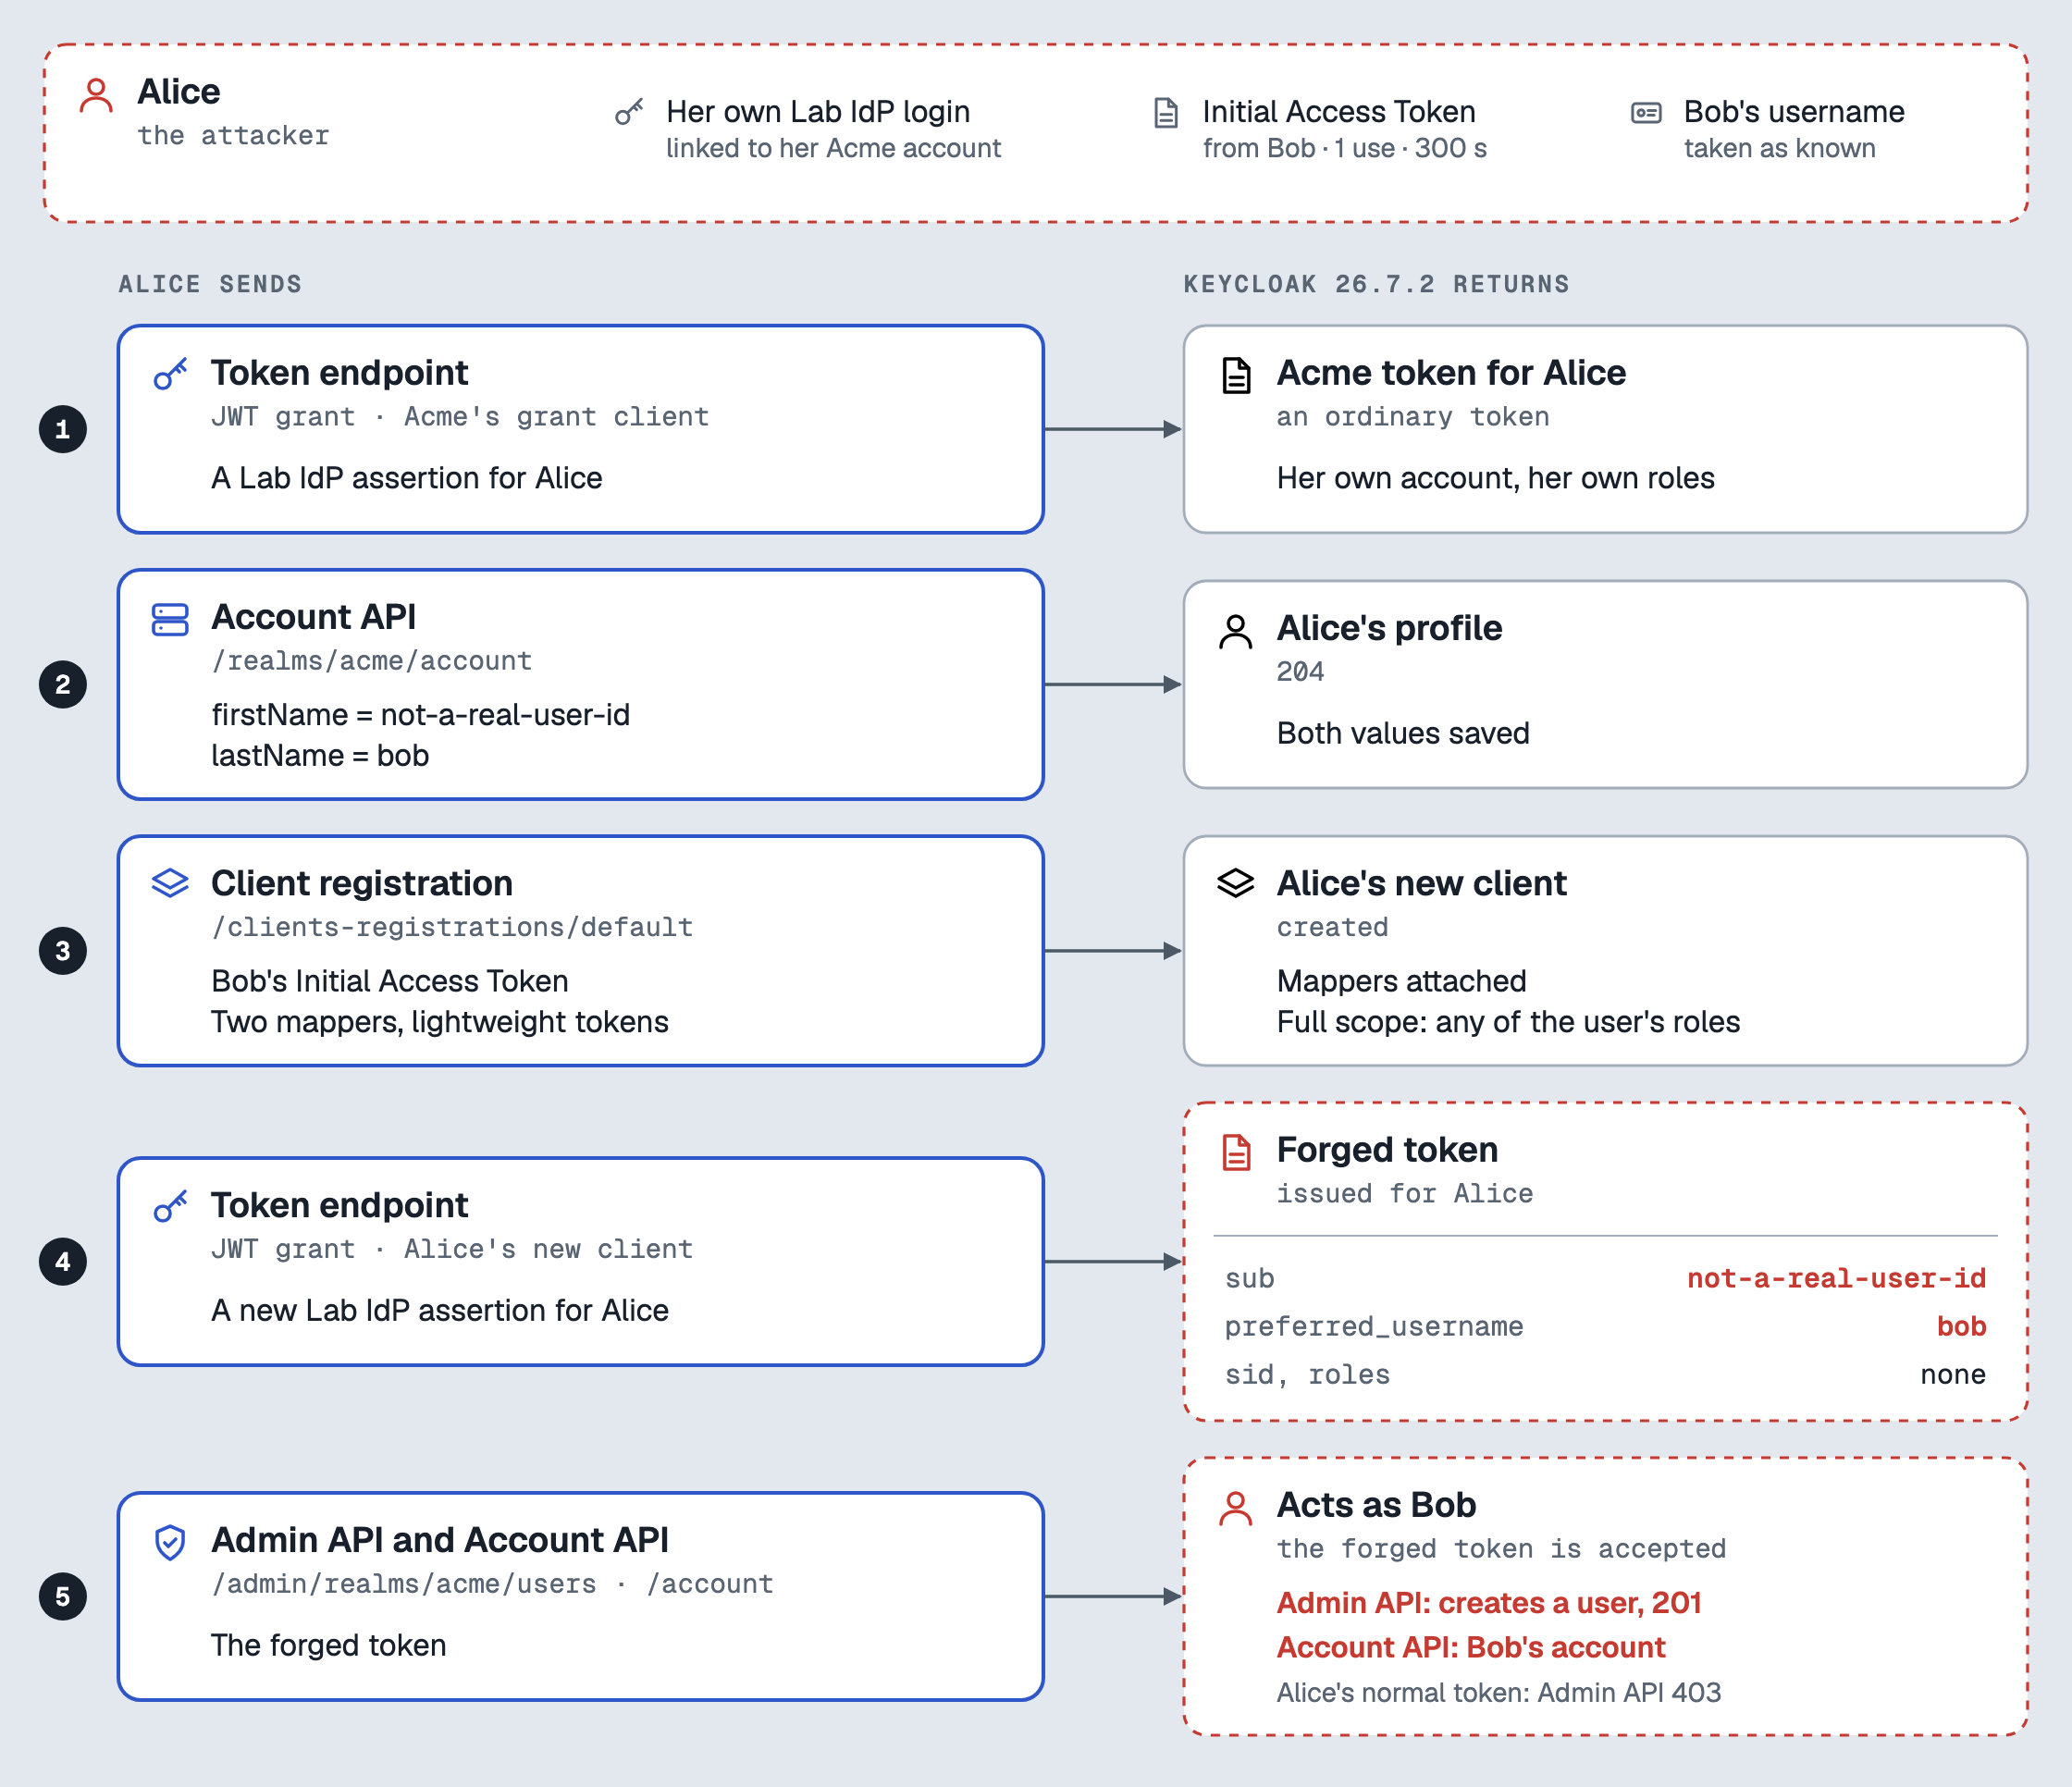 Alice
the attacker
Her own Lab IdP login
linked to her Acme account
Initial Access Token
from Bob · 1 use · 300 s
Bob's username
taken as known
ALICE SENDS
KEYCLOAK 26.7.2 RETURNS
1
Token endpoint
JWT grant · Acme's grant client
A Lab IdP assertion for Alice
Acme token for Alice
an ordinary token
Her own account, her own roles
2
Account API
/realms/acme/account
firstName = not-a-real-user-id
lastName = bob
Alice's profile
204
Both values saved
3
Client registration
/clients-registrations/default
Bob's Initial Access Token
Two mappers, lightweight tokens
Alice's new client
created
Mappers attached
Full scope: any of the user's roles
4
Token endpoint
JWT grant · Alice's new client
A new Lab IdP assertion for Alice
Forged token
issued for Alice
sub not-a-real-user-id
preferred_username bob
sid, roles none
5
Admin API and Account API
/admin/realms/acme/users · /account
The forged token
Acts as Bob
the forged token is accepted
Admin API: creates a user, 201
Account API: Bob's account
Alice's normal token: Admin API 403